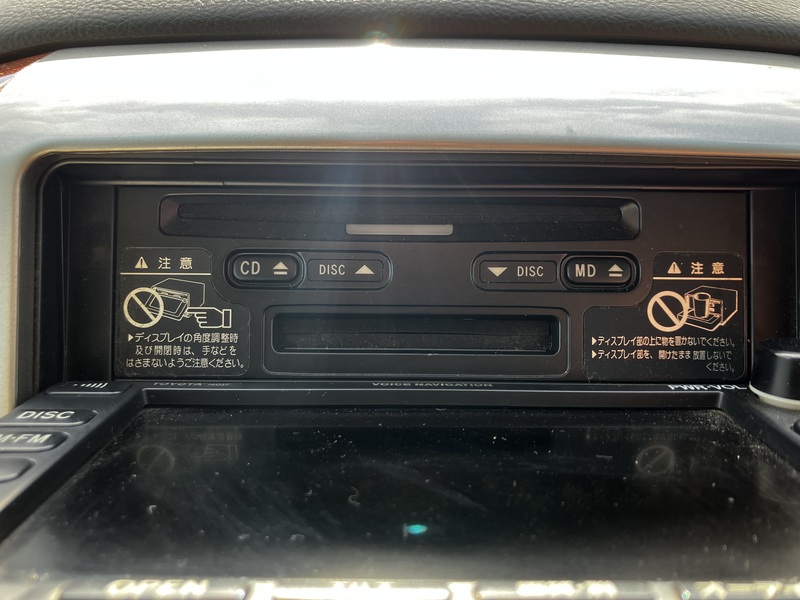 注意
CD
DISC
DISC
MD
注意
▶ディスプレイの角度調整時
及び開閉時は、手などを
はさまないようご注意ください。
▶ディスプレイ部の上に物を置かないでください。
▶ディスプレイ部を、開けたまま放置しないで
ください。
TOYOTA
VOICE NAVIGATION
PWR·VOL
DISC
M·FM
OPEN